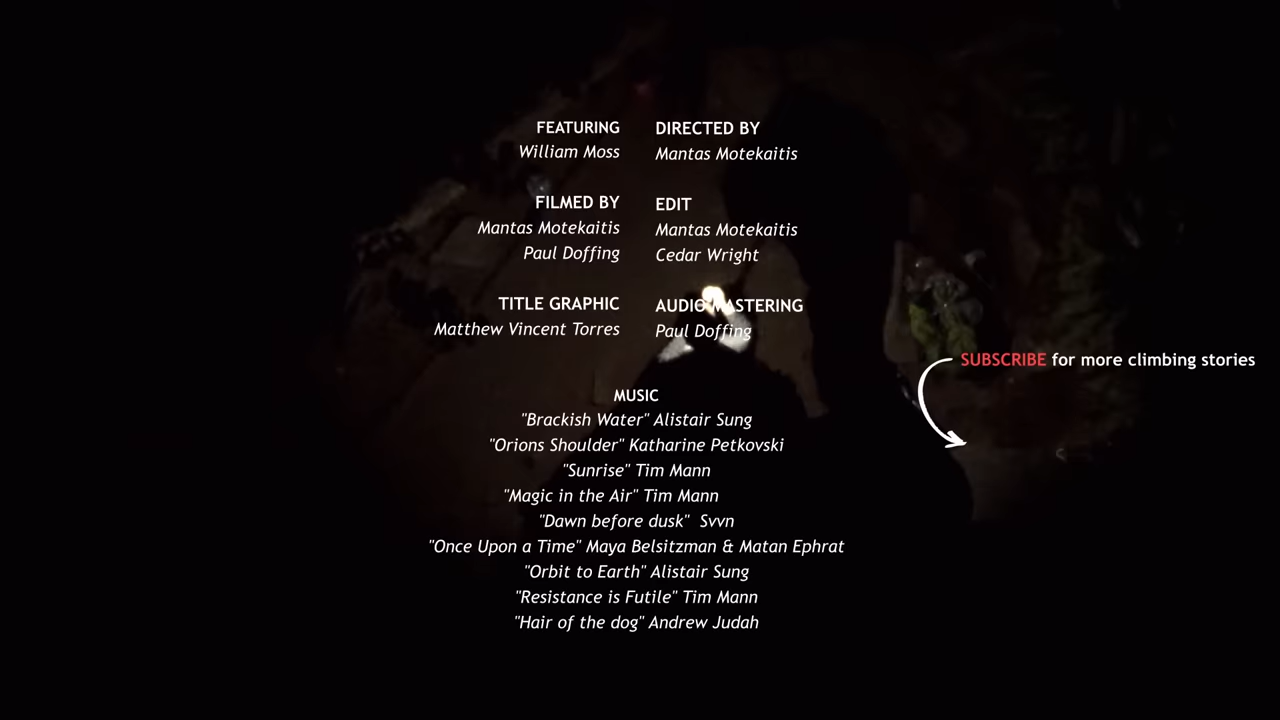 FEATURING
William Moss
DIRECTED BY
Mantas Motekaitis
FILMED BY
Mantas Motekaitis
Paul Doffing
EDIT
Mantas Motekaitis
Cedar Wright
TITLE GRAPHIC
Matthew Vincent Torres
AUDIO MASTERING
Paul Doffing
SUBSCRIBE for more climbing stories
MUSIC
"Brackish Water" Alistair Sung
"Orions Shoulder" Katharine Petkovski
"Sunrise" Tim Mann
"Magic in the Air" Tim Mann
"Dawn before dusk" Svvn
"Once Upon a Time" Maya Belsitzman & Matan Ephrat
"Orbit to Earth" Alistair Sung
"Resistance is Futile" Tim Mann
"Hair of the dog" Andrew Judah